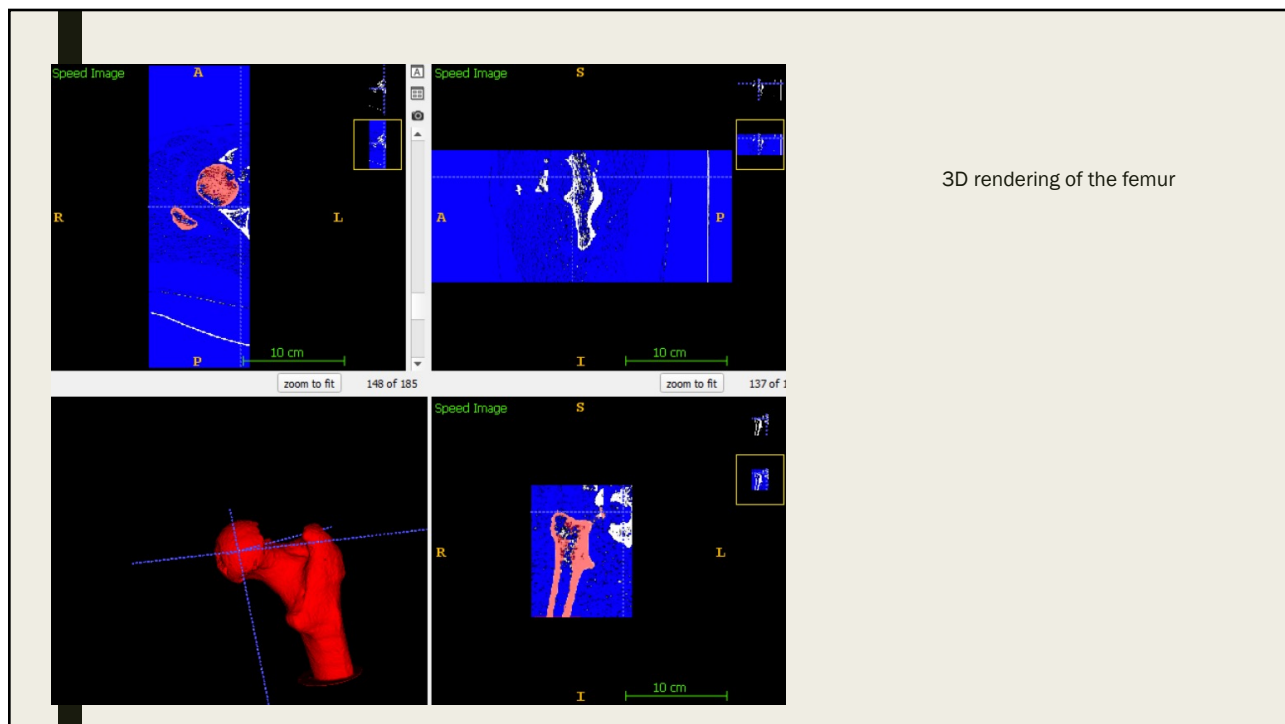 Speed Image
A
A
R
L
P
10 cm
zoom to fit
148 of 185
Speed Image
S
A
P
I
10 cm
zoom to fit
137 of 1
Speed Image
S
R
L
I
10 cm
3D rendering of the femur